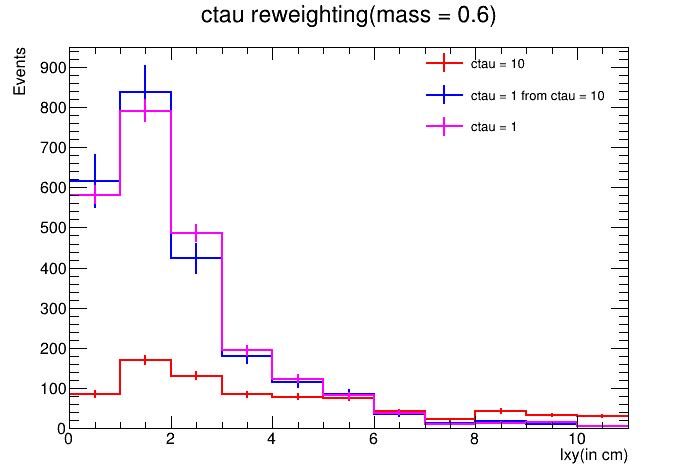 ctau reweighting(mass = 0.6)
Events
900
800
700
600
500
400
300
200
100
0
0 2 4 6 8 10
lxy(in cm)
ctau = 10
ctau = 1 from ctau = 10
ctau = 1